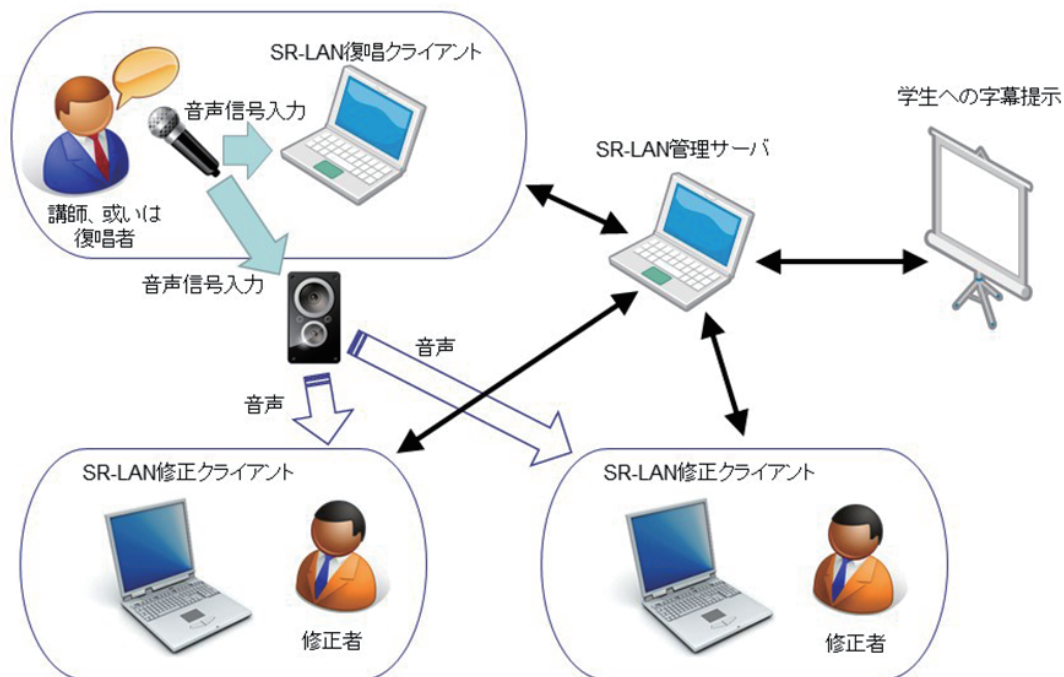 SR-LAN復唱クライアント
音声信号入力
講師、或いは
復唱者
音声信号入力
SR-LAN管理サーバ
学生への字幕提示
音声
音声
SR-LAN修正クライアント
修正者
SR-LAN修正クライアント
修正者